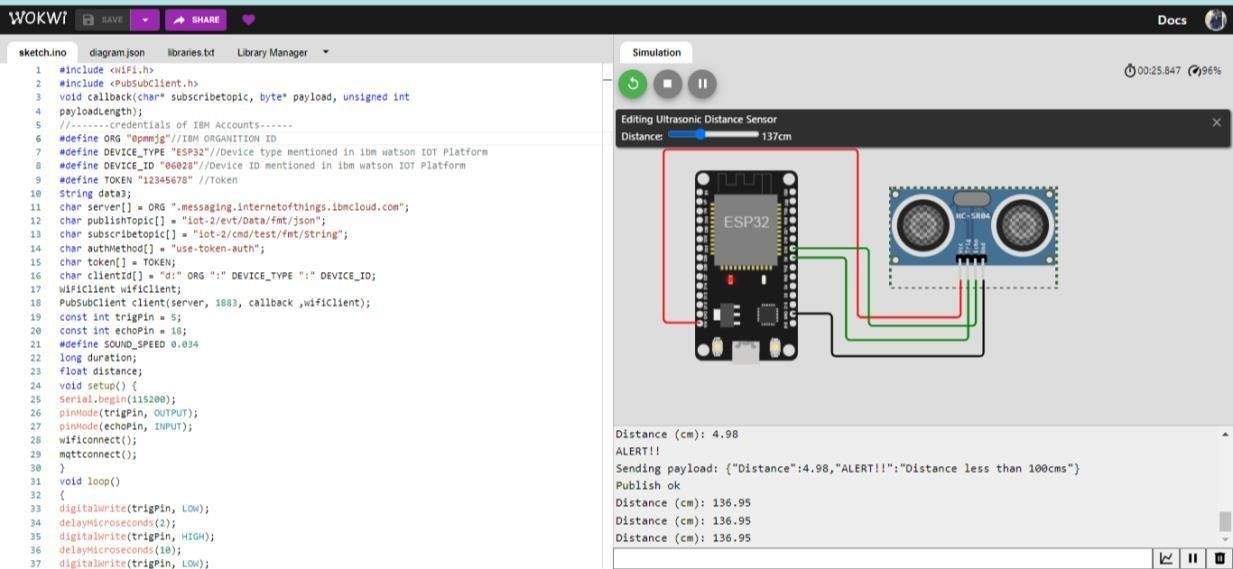 WOKWI
SAVE
SHARE
Docs
sketch.ino
diagram.json
libraries.txt
Library Manager
1 #include <WiFi.h>
2 #include <PubSubClient.h>
3 void callback(char* subscribetopic, byte* payload, unsigned int
4 payloadLength);
5 //-------credentials of IBM Accounts------
6 #define ORG "0pmmjg"//IBM ORGANITION ID
7 #define DEVICE_TYPE "ESP32"//Device type mentioned in ibm watson IOT Platform
8 #define DEVICE_ID "06028"//Device ID mentioned in ibm watson IOT Platform
9 #define TOKEN "12345678" //Token
10 String data3;
11 char server[] = ORG ".messaging.internetofthings.ibmcloud.com";
12 char publishTopic[] = "iot-2/evt/Data/fmt/json";
13 char subscribetopic[] = "iot-2/cmd/test/fmt/String";
14 char authMethod[] = "use-token-auth";
15 char token[] = TOKEN;
16 char clientId[] = "d:" ORG ":" DEVICE_TYPE ":" DEVICE_ID;
17 WiFiClient wifiClient;
18 PubSubClient client(server, 1883, callback ,wifiClient);
19 const int trigPin = 5;
20 const int echoPin = 18;
21 #define SOUND_SPEED 0.034
22 long duration;
23 float distance;
24 void setup() {
25 Serial.begin(115200);
26 pinMode(trigPin, OUTPUT);
27 pinMode(echoPin, INPUT);
28 wificonnect();
29 mqttconnect();
30 }
31 void loop()
32 {
33 digitalWrite(trigPin, LOW);
34 delayMicroseconds(2);
35 digitalWrite(trigPin, HIGH);
36 delayMicroseconds(10);
37 digitalWrite(trigPin, LOW);
Simulation
00:25.847
96%
Editing Ultrasonic Distance Sensor
Distance: 137cm
ESP32
HC-SR04
Vcc
Trig
Echo
Gnd
Distance (cm): 4.98
ALERT!!
Sending payload: {"Distance":4.98,"ALERT!!":"Distance less than 100cms"}
Publish ok
Distance (cm): 136.95
Distance (cm): 136.95
Distance (cm): 136.95